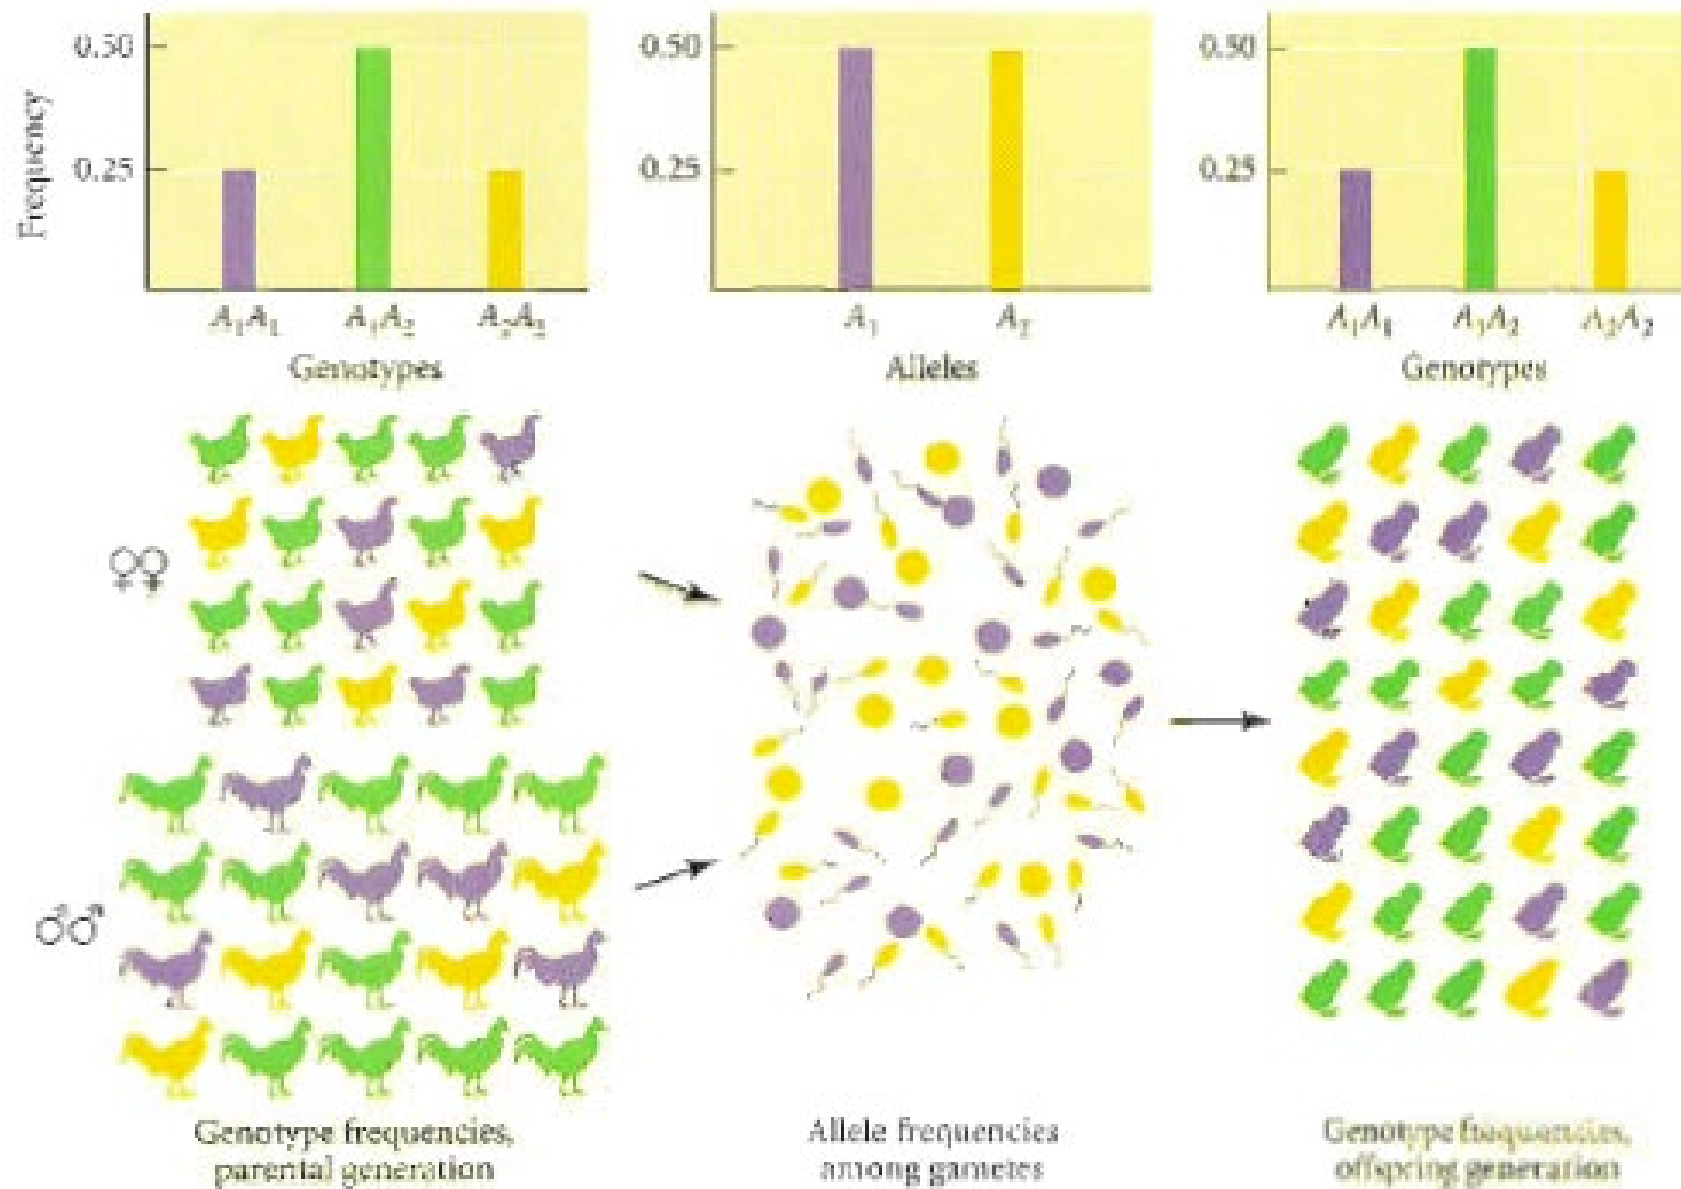 Frequency
0.50
0.25
A₁A₁ A₁A₂ A₂A₂
Genotypes
0.50
0.25
A₁ A₂
Alleles
0.50
0.25
A₁A₁ A₁A₂ A₂A₂
Genotypes
♀♀
♂♂
Genotype frequencies,
parental generation
Allele frequencies
among gametes
Genotype frequencies,
offspring generation